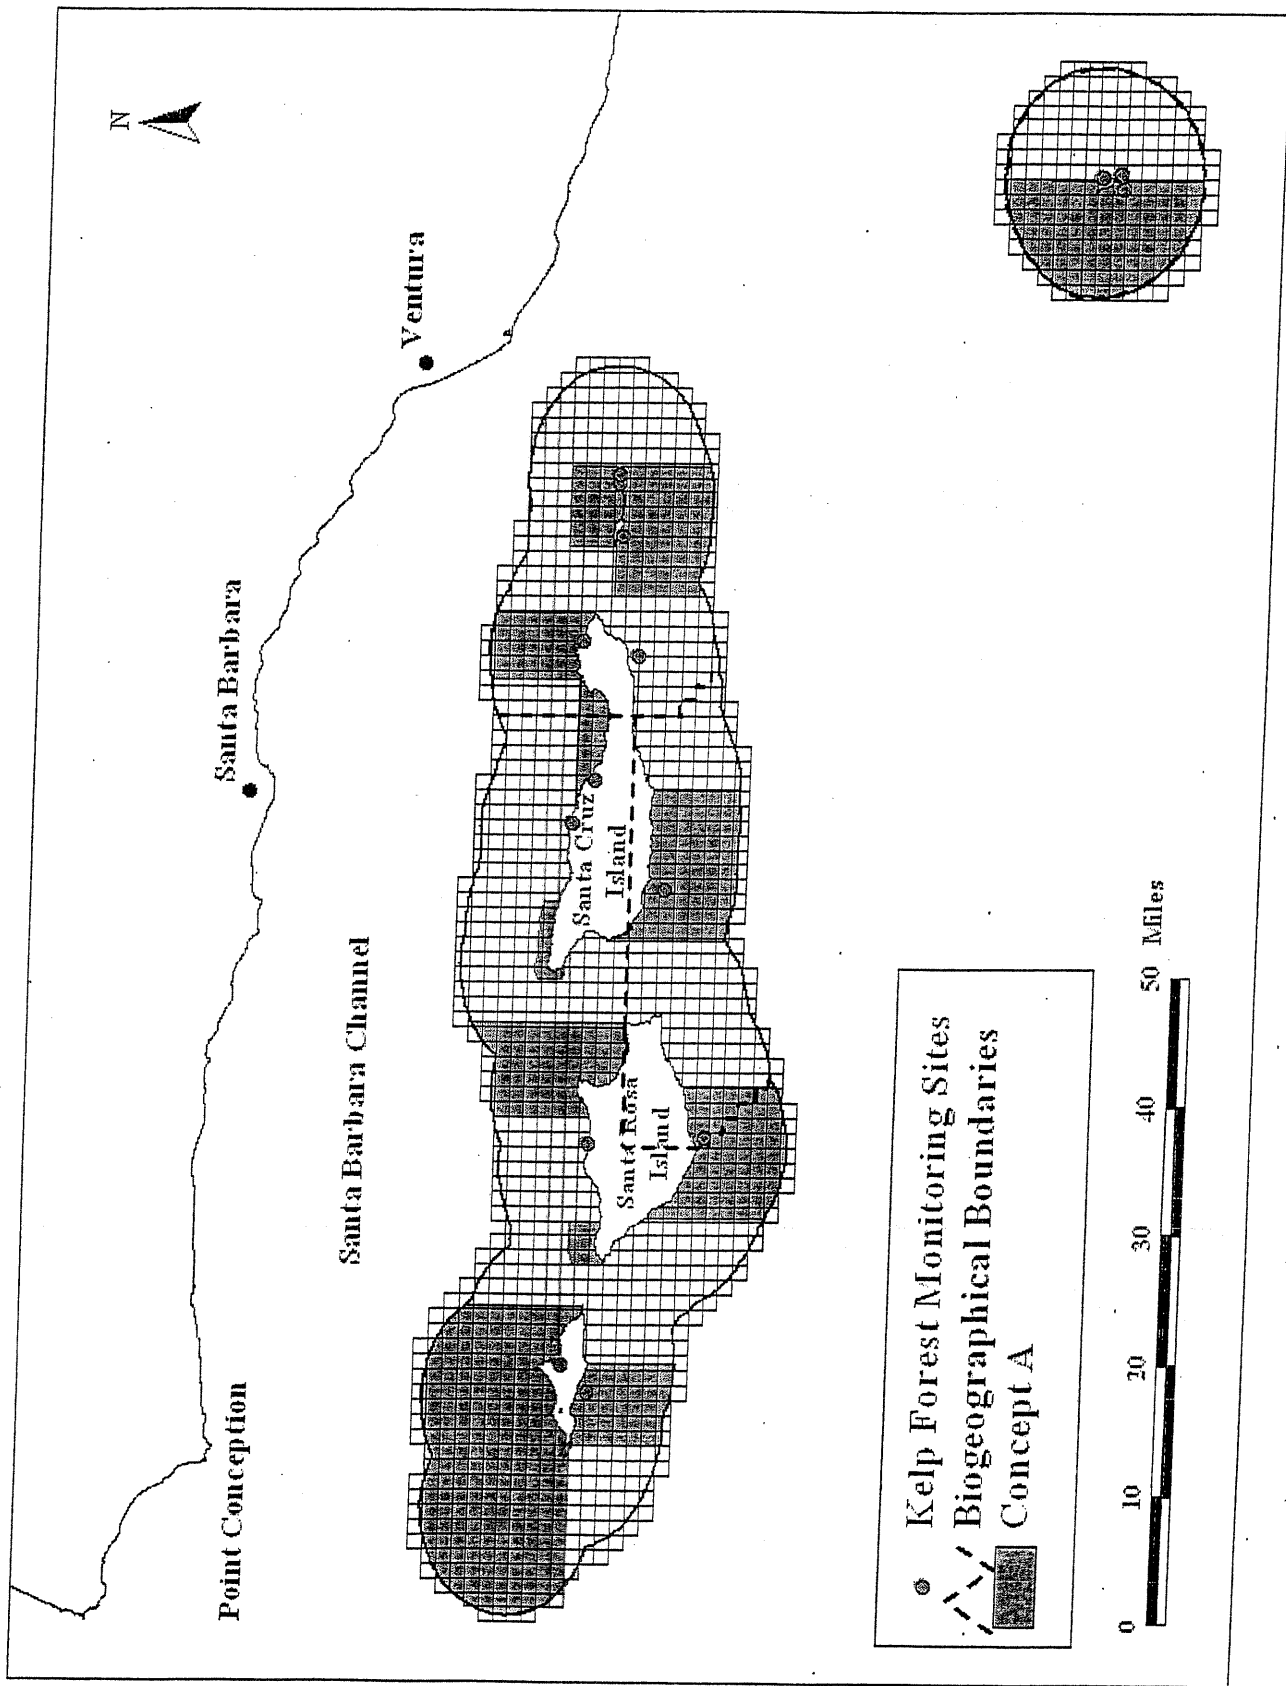 N
Point Conception
Santa Barbara
Ventura
Santa Barbara Channel
Santa Rosa
Island
Santa Cruz
Island
Kelp Forest Monitoring Sites
Biogeographical Boundaries
Concept A
0 10 20 30 40 50 Miles